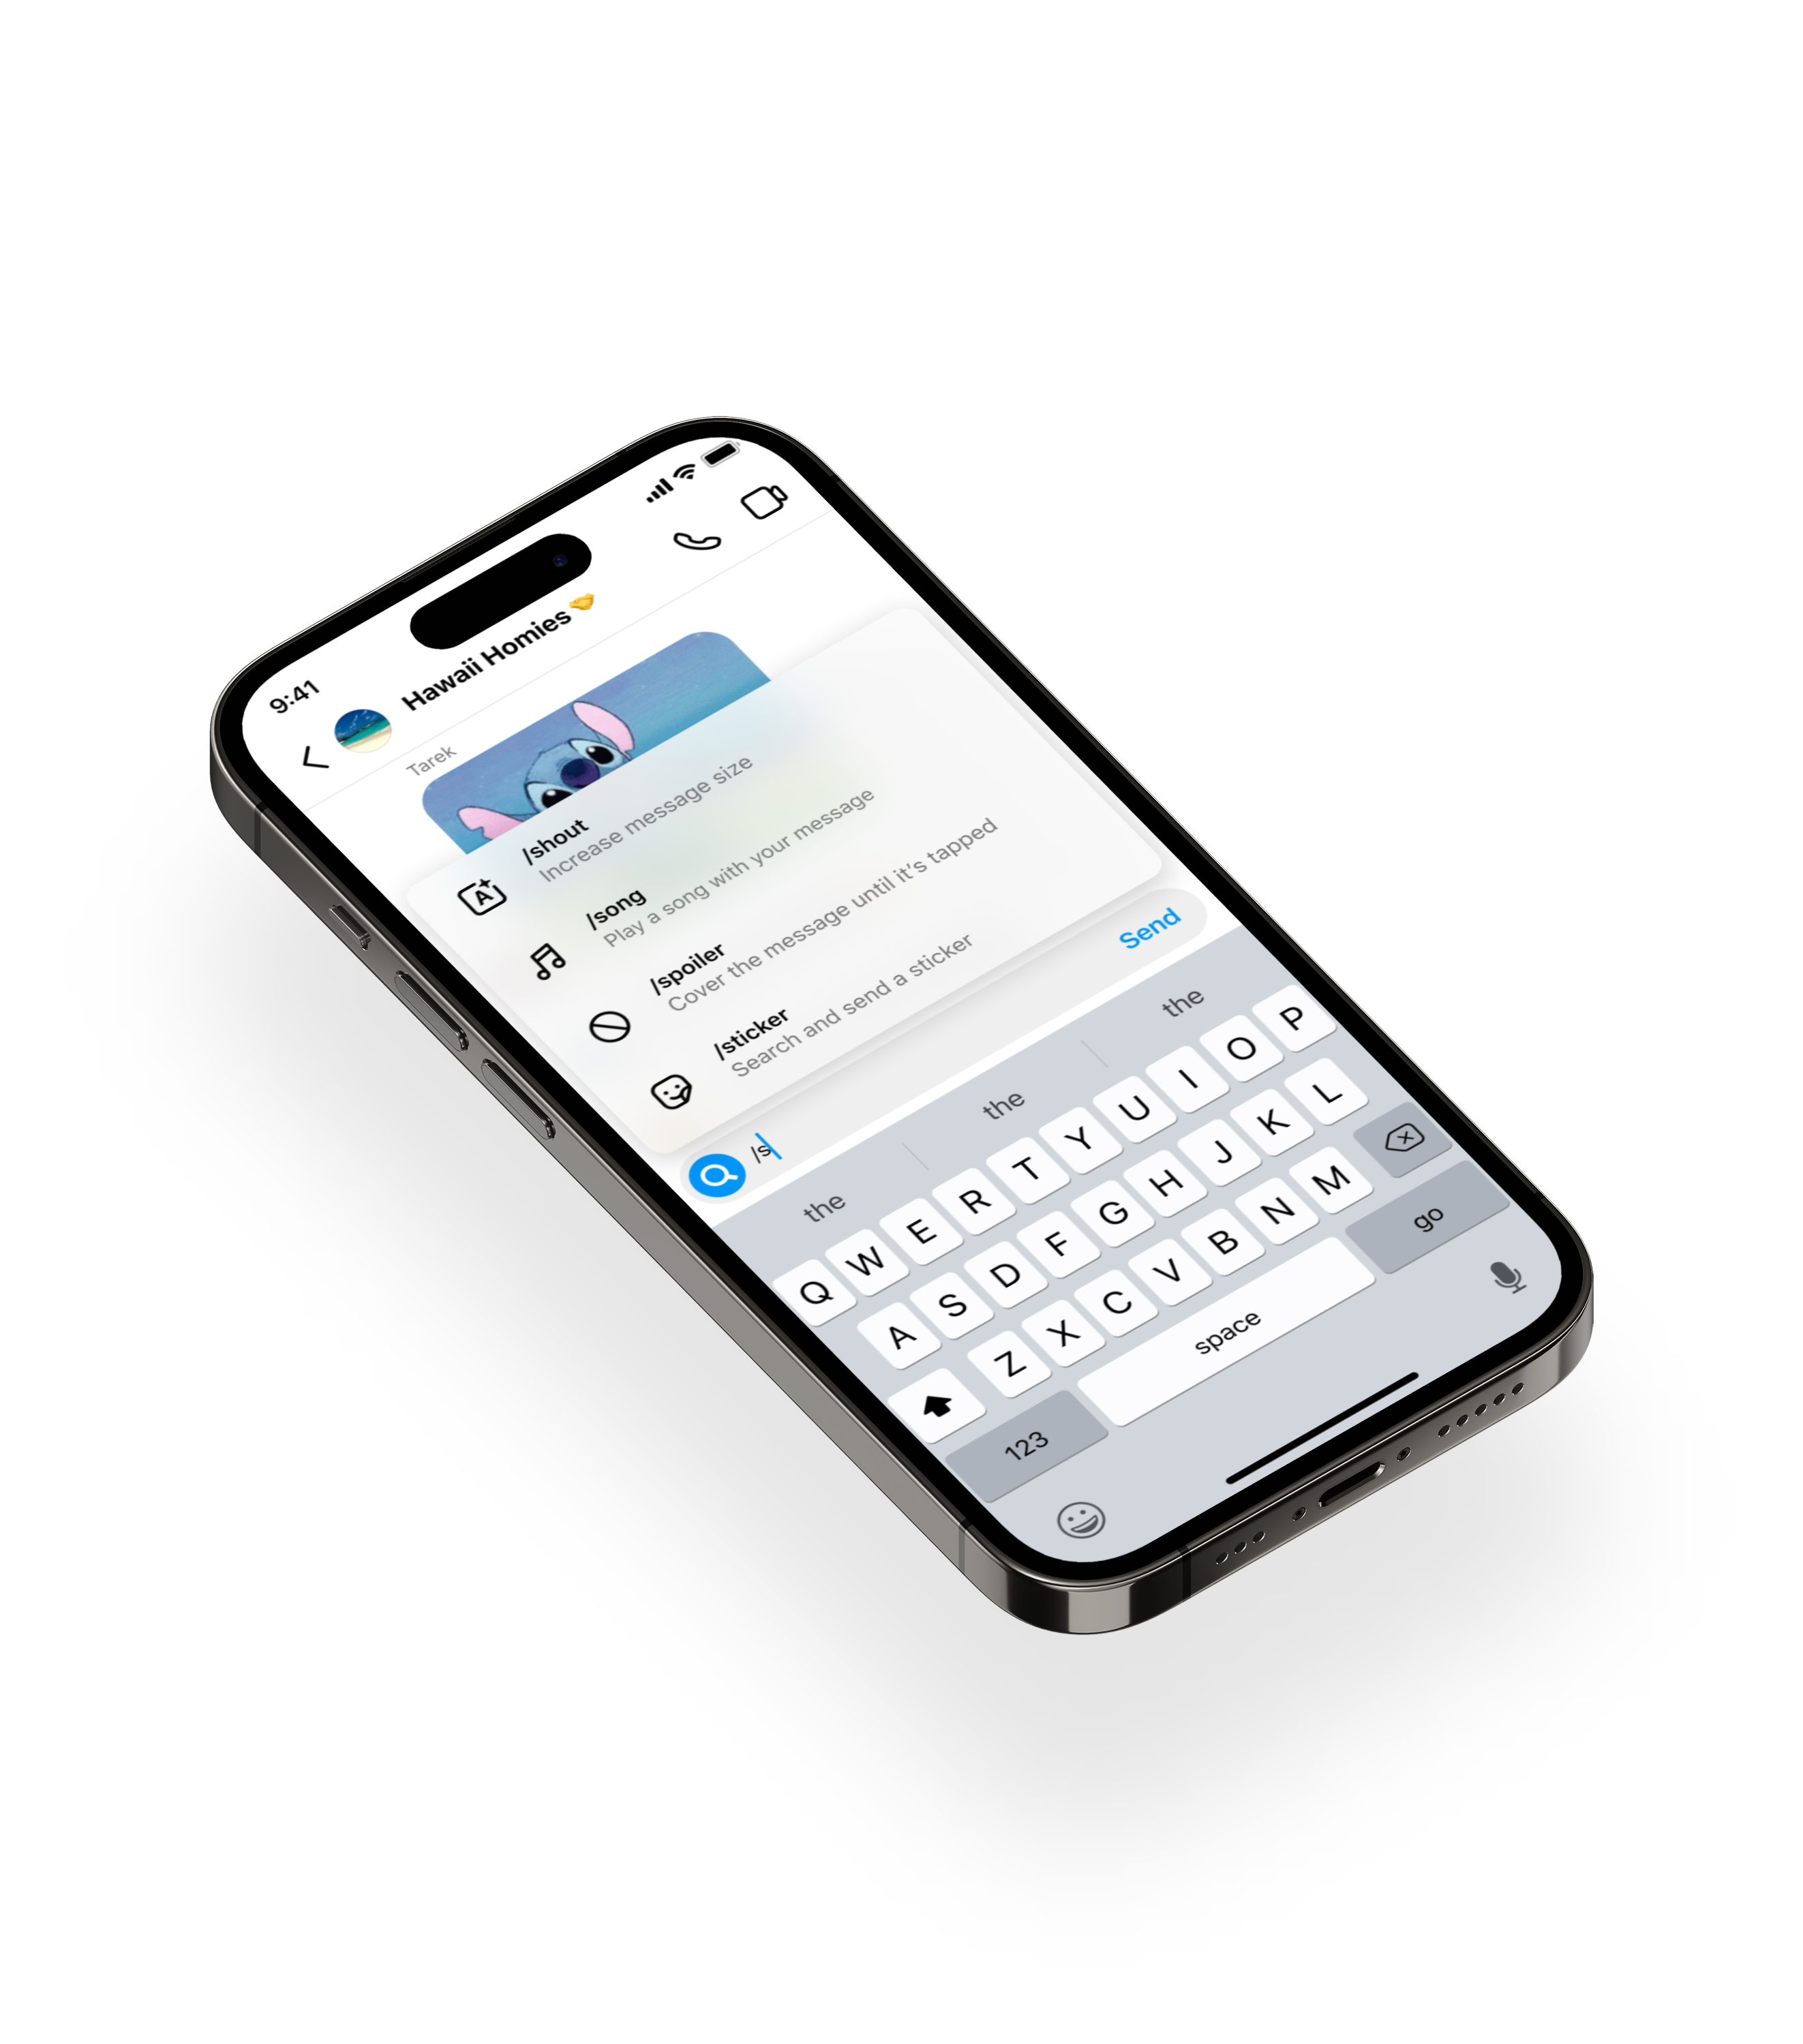 9:41
Hawaii Homies🤝
Tarek
/shout
Increase message size
/song
Play a song with your message
/spoiler
Cover the message until it's tapped
/sticker
Search and send a sticker
/s
Send
the the the
Q W E R T Y U I O P
A S D F G H J K L
Z X C V B N M
123 space go